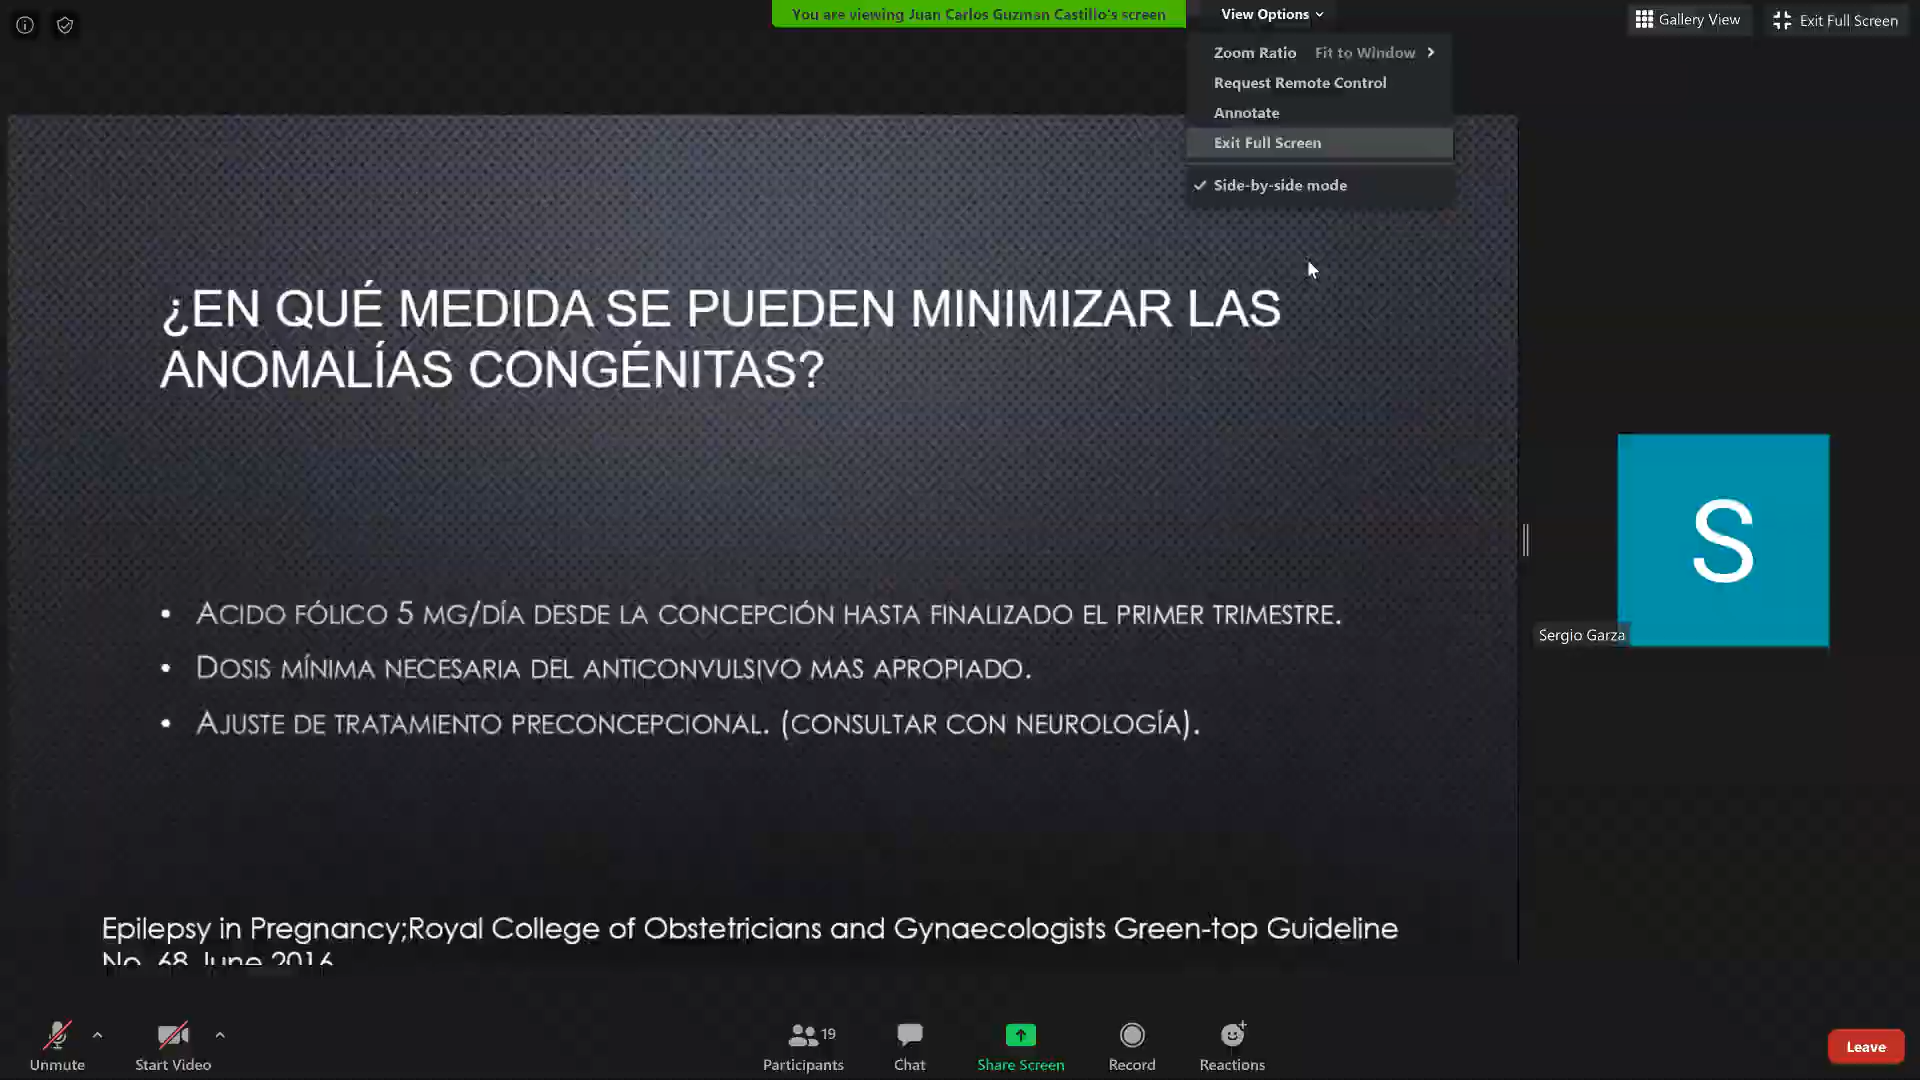 You are viewing Juan Carlos Guzman Castillo's screen
View Options
Gallery View
Exit Full Screen
Zoom Ratio Fit to Window
Request Remote Control
Annotate
Exit Full Screen
Side-by-side mode
¿EN QUÉ MEDIDA SE PUEDEN MINIMIZAR LAS
ANOMALÍAS CONGÉNITAS?
• ACIDO FÓLICO 5 MG/DÍA DESDE LA CONCEPCIÓN HASTA FINALIZADO EL PRIMER TRIMESTRE.
• DOSIS MÍNIMA NECESARIA DEL ANTICONVULSIVO MAS APROPIADO.
• AJUSTE DE TRATAMIENTO PRECONCEPCIONAL. (CONSULTAR CON NEUROLOGÍA).
S
Sergio Garza
Epilepsy in Pregnancy;Royal College of Obstetricians and Gynaecologists Green-top Guideline
No. 68 June 2016
Unmute
Start Video
19
Participants
Chat
Share Screen
Record
Reactions
Leave